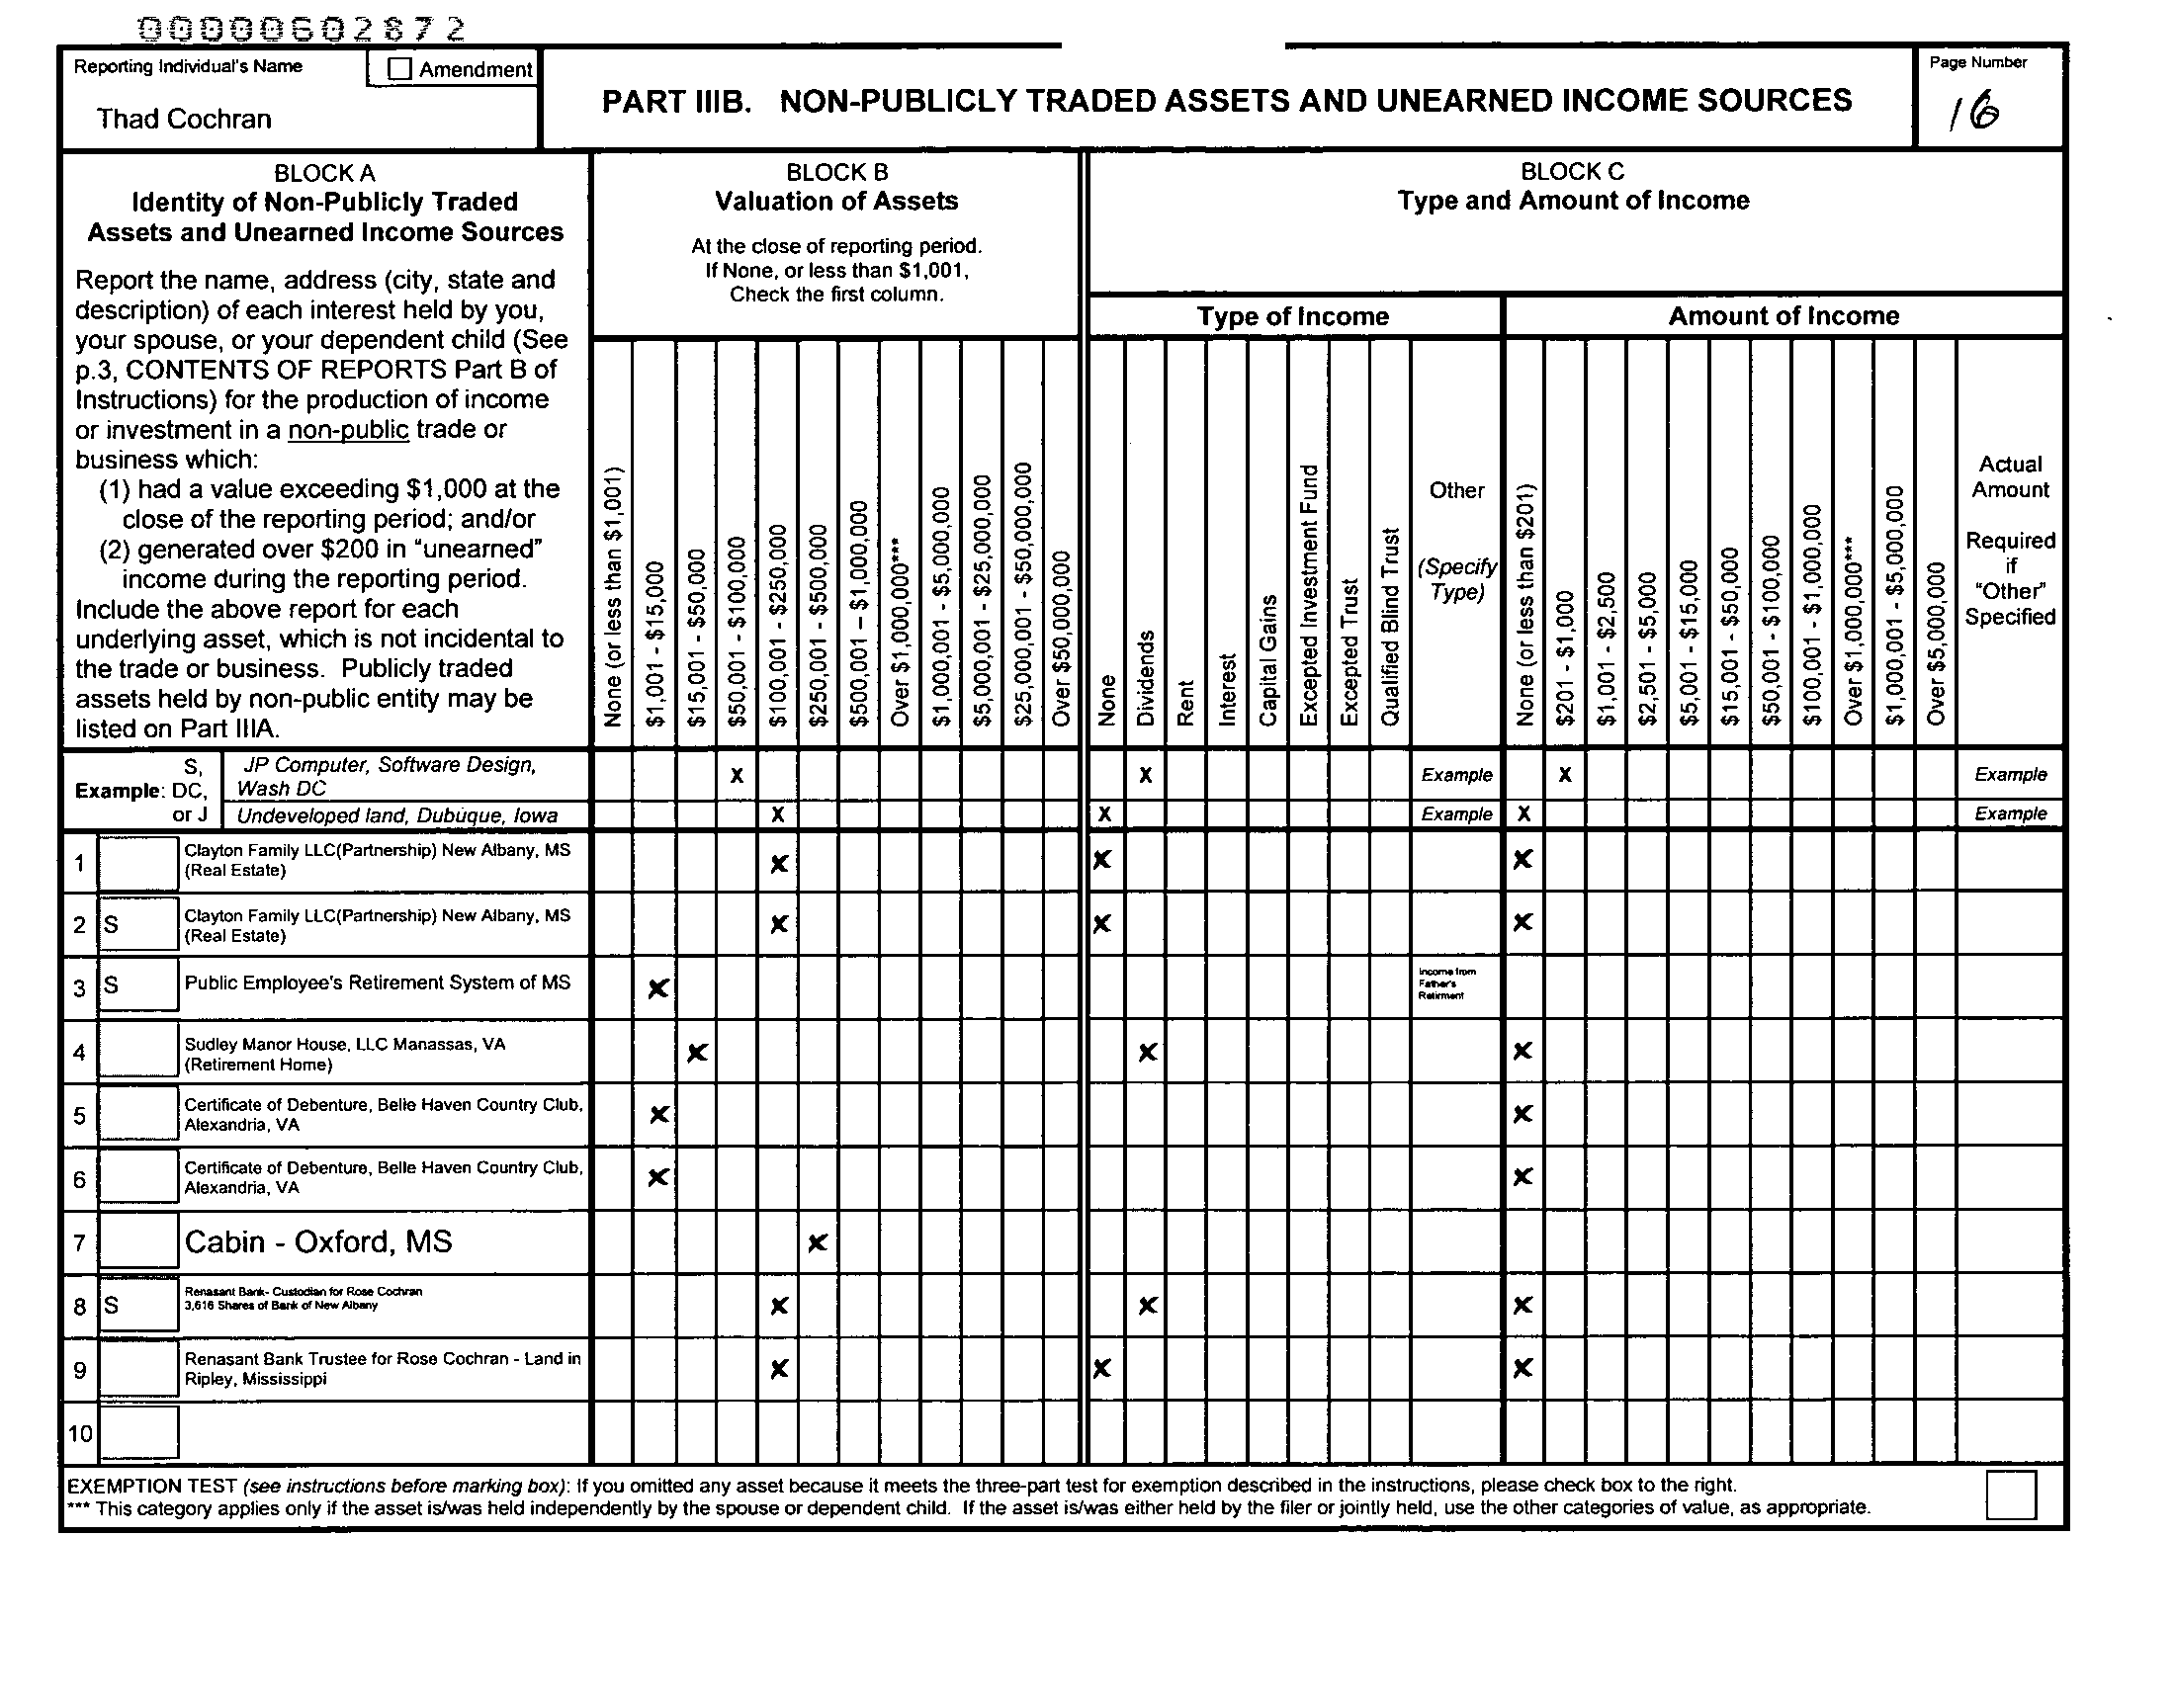 00000602872
Reporting Individual's Name
Amendment
Thad Cochran
PART IIIB. NON-PUBLICLY TRADED ASSETS AND UNEARNED INCOME SOURCES
Page Number
16
BLOCK A
Identity of Non-Publicly Traded
Assets and Unearned Income Sources
Report the name, address (city, state and
description) of each interest held by you,
your spouse, or your dependent child (See
p.3, CONTENTS OF REPORTS Part B of
Instructions) for the production of income
or investment in a non-public trade or
business which:
(1) had a value exceeding $1,000 at the
close of the reporting period; and/or
(2) generated over $200 in "unearned"
income during the reporting period.
Include the above report for each
underlying asset, which is not incidental to
the trade or business. Publicly traded
assets held by non-public entity may be
listed on Part IIIA.
BLOCK B
Valuation of Assets
At the close of reporting period.
If None, or less than $1,001,
Check the first column.
None (or less than $1,001)
$1,001 - $15,000
$15,001 - $50,000
$50,001 - $100,000
$100,001 - $250,000
$250,001 - $500,000
$500,001 – $1,000,000
Over $1,000,000***
$1,000,001 - $5,000,000
$5,000,001 - $25,000,000
$25,000,001 - $50,000,000
Over $50,000,000
BLOCK C
Type and Amount of Income
Type of Income
None
Dividends
Rent
Interest
Capital Gains
Excepted Investment Fund
Excepted Trust
Qualified Blind Trust
Other
(Specify
Type)
Amount of Income
None (or less than $201)
$201 - $1,000
$1,001 - $2,500
$2,501 - $5,000
$5,001 - $15,000
$15,001 - $50,000
$50,001 - $100,000
$100,001 - $1,000,000
Over $1,000,000***
$1,000,001 - $5,000,000
Over $5,000,000
Actual
Amount
Required
if
"Other"
Specified
S,
Example: DC,
or J
JP Computer, Software Design,
Wash DC
X X Example X Example
Undeveloped land, Dubuque, Iowa X X Example X Example
1 Clayton Family LLC(Partnership) New Albany, MS
(Real Estate)
X X X
2 S Clayton Family LLC(Partnership) New Albany, MS
(Real Estate)
X X X
3 S Public Employee's Retirement System of MS X
Income from
Father's
Retirment
4 Sudley Manor House, LLC Manassas, VA
(Retirement Home)
X X X
5 Certificate of Debenture, Belle Haven Country Club,
Alexandria, VA
X X
6 Certificate of Debenture, Belle Haven Country Club,
Alexandria, VA
X X
7 Cabin - Oxford, MS X
8 S Renasant Bank- Custodian for Rose Cochran
3,616 Shares of Bank of New Albany
X X X
9 Renasant Bank Trustee for Rose Cochran - Land in
Ripley, Mississippi
X X X
10
EXEMPTION TEST (see instructions before marking box): If you omitted any asset because it meets the three-part test for exemption described in the instructions, please check box to the right.
*** This category applies only if the asset is/was held independently by the spouse or dependent child. If the asset is/was either held by the filer or jointly held, use the other categories of value, as appropriate.